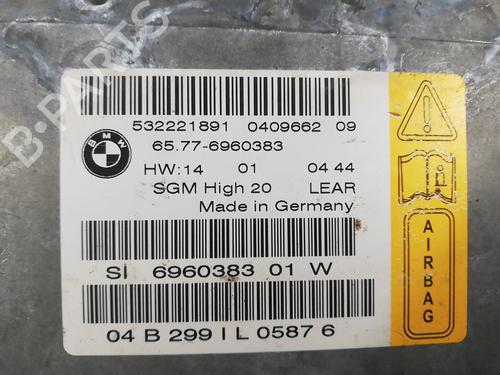 B-PARTS
532221891 0409662 09
BMW
65.77-6960383
HW:14 01 04 44
SGM High 20 LEAR
Made in Germany
SI 6960383 01 W
04 B 299 I L 0587 6
AIRBAG